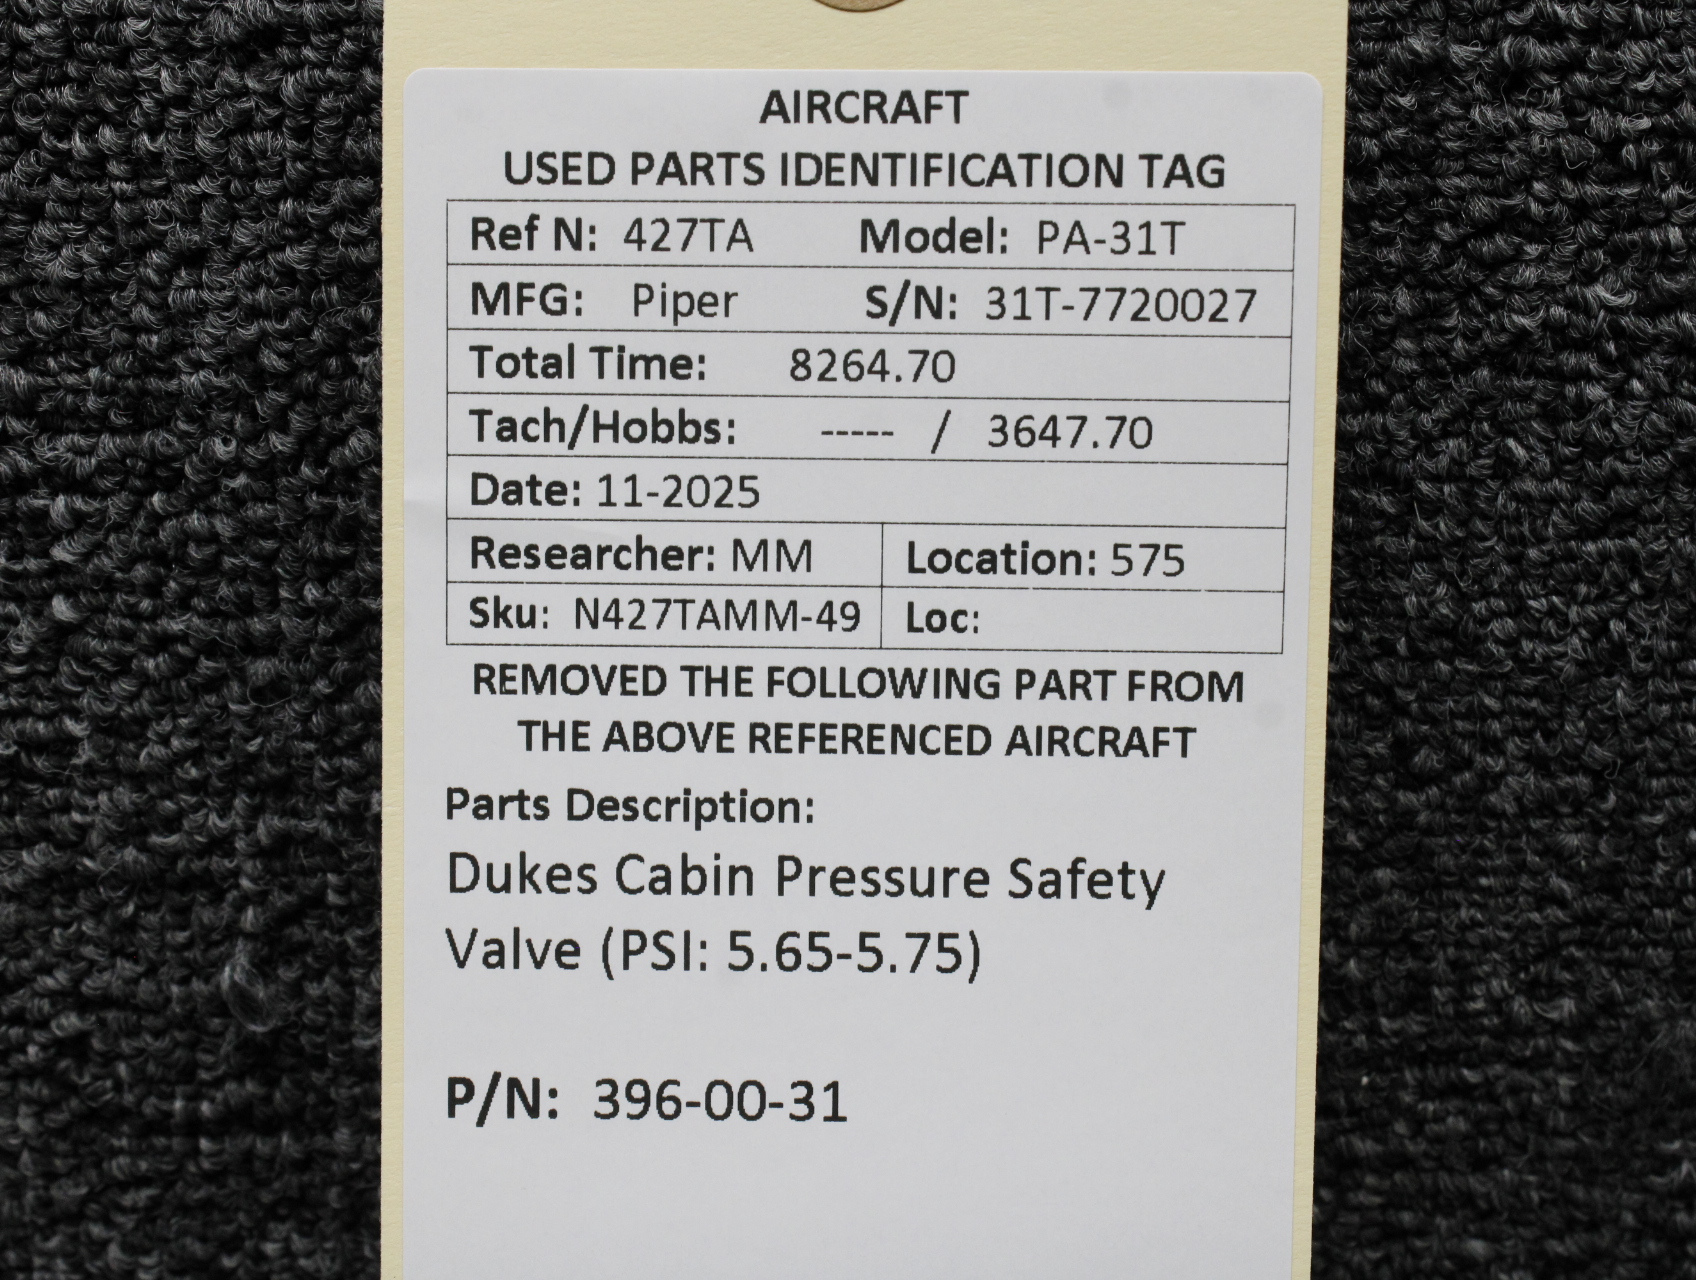 AIRCRAFT
USED PARTS IDENTIFICATION TAG
Ref N: 427TA Model: PA-31T
MFG: Piper S/N: 31T-7720027
Total Time: 8264.70
Tach/Hobbs: ----- / 3647.70
Date: 11-2025
Researcher: MM Location: 575
Sku: N427TAMM-49 Loc:
REMOVED THE FOLLOWING PART FROM
THE ABOVE REFERENCED AIRCRAFT
Parts Description:
Dukes Cabin Pressure Safety
Valve (PSI: 5.65-5.75)
P/N: 396-00-31